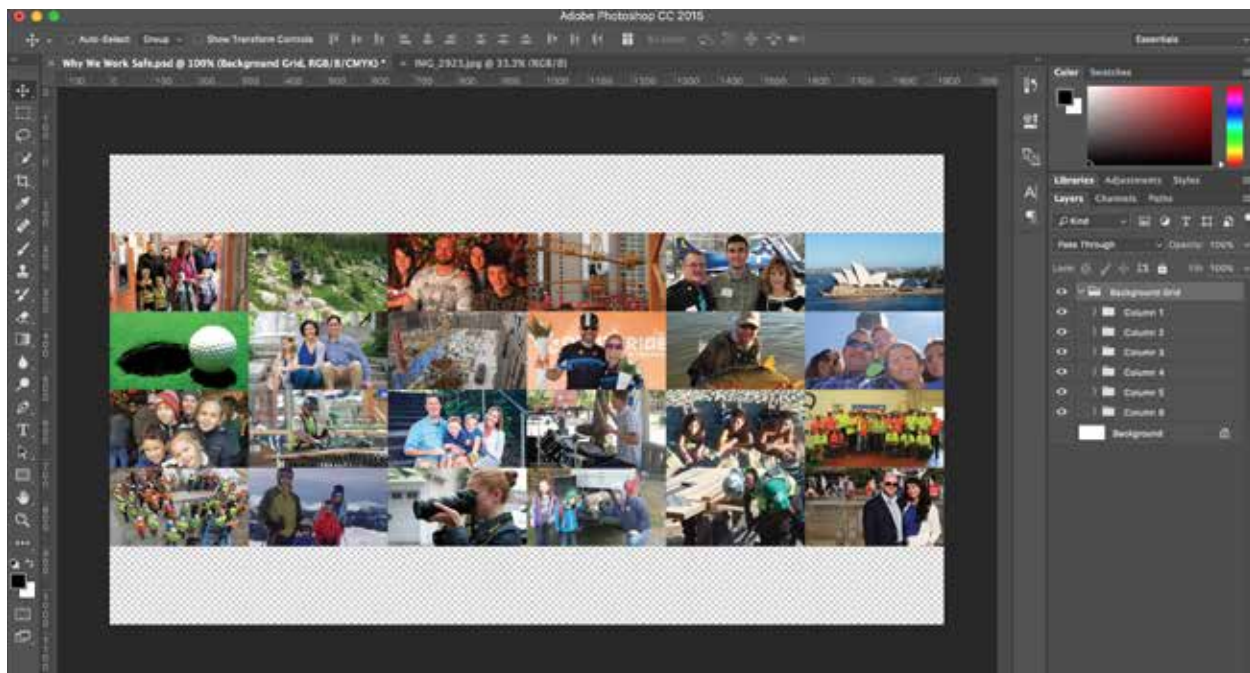 Adobe Photoshop CC 2015
Auto-Select: Group Show Transform Controls
Essentials
Why We Work Safe.psd @ 100% (Background Grid, RGB/8/CMYK) *
IMG_2923.jpg @ 33.3% (RGB/8)
Color Swatches
Libraries Adjustments Styles
Layers Channels Paths
Kind
Pass Through Opacity: 100%
Lock: Fill: 100%
Background Grid
Column 1
Column 2
Column 3
Column 4
Column 5
Column 6
Background
RIDE